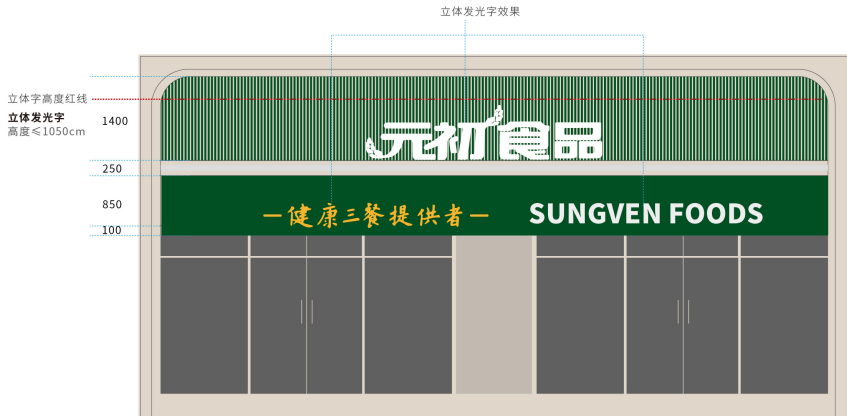 立体发光字效果
立体字高度红线
立体发光字
高度≤1050cm
1400
250
850
100
元初食品
一健康三餐提供者一
SUNGVEN FOODS